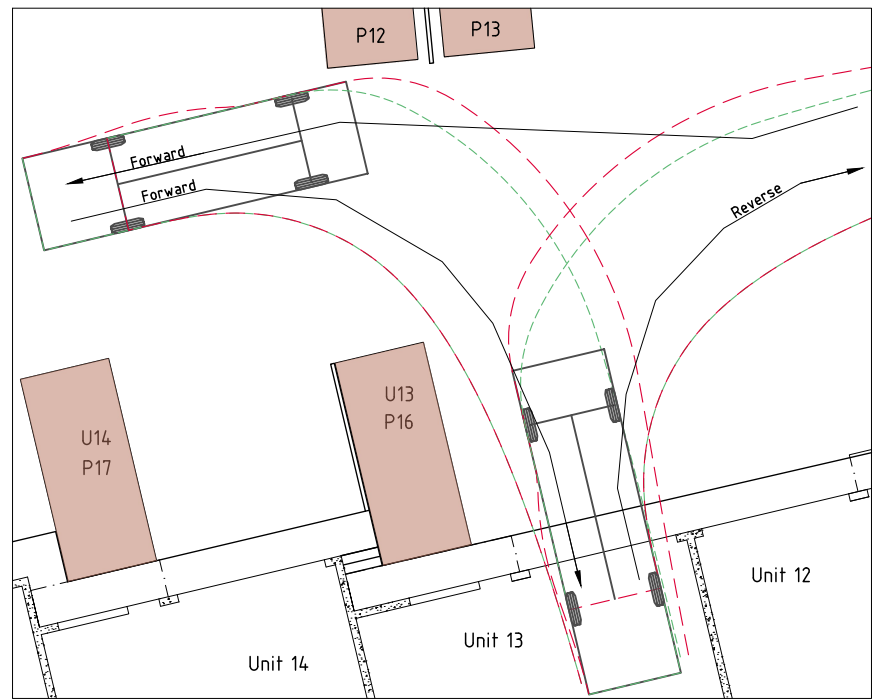 P12
P13
Forward
Forward
Reverse
U13
P16
U14
P17
Unit 12
Unit 13
Unit 14